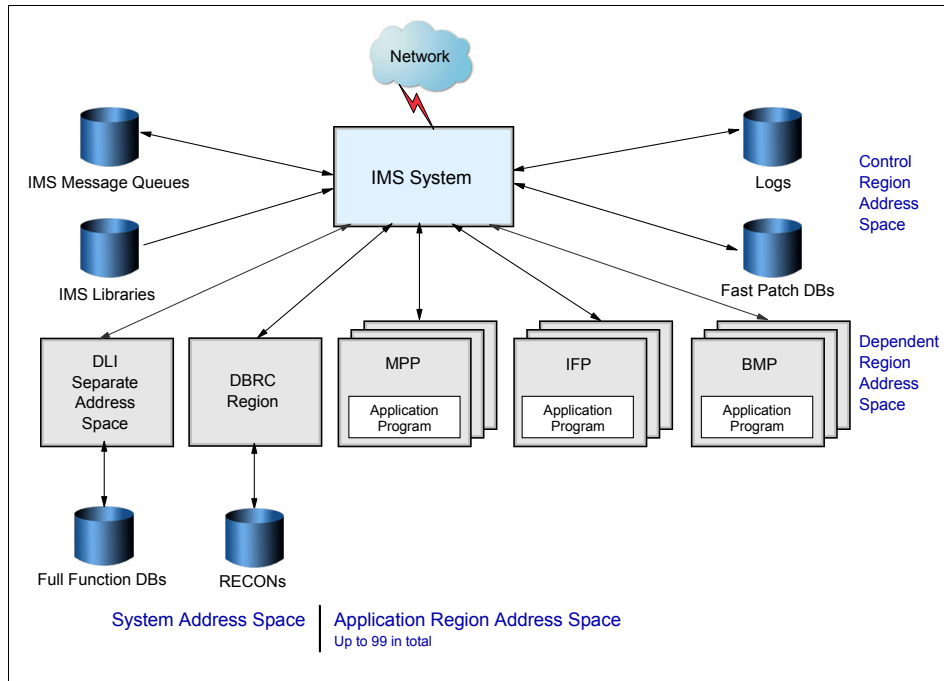 Network
IMS System
IMS Message Queues
Logs
Control
Region
Address
Space
IMS Libraries
Fast Patch DBs
DLI
Separate
Address
Space
DBRC
Region
MPP
Application
Program
IFP
Application
Program
BMP
Application
Program
Dependent
Region
Address
Space
Full Function DBs
RECONs
System Address Space
Application Region Address Space
Up to 99 in total